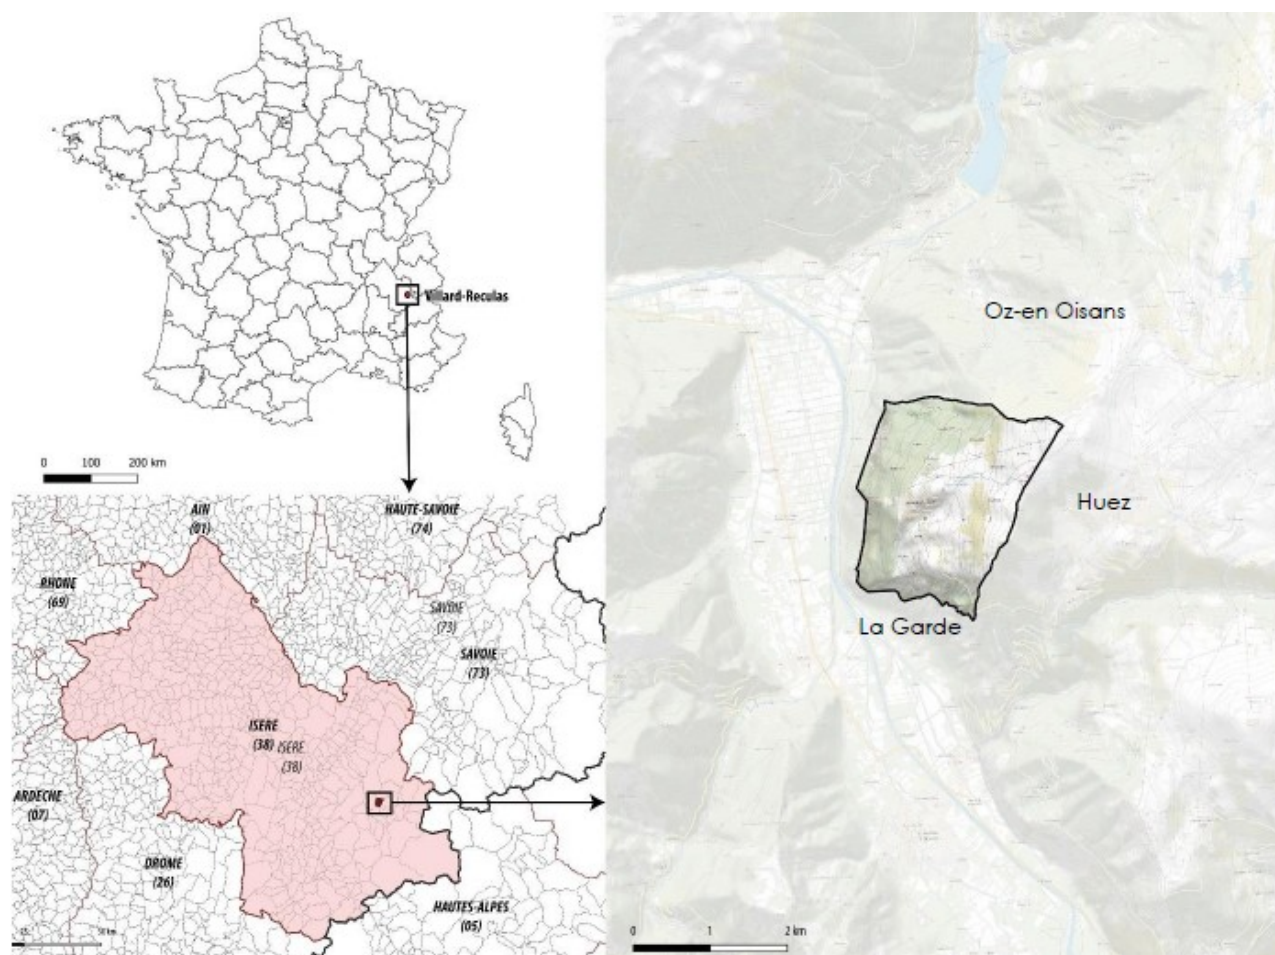 Villard-Reculas
0 100 200 km
AIN
(01)
HAUTE-SAVOIE
(74)
RHONE
(69)
SAVOIE
(73)
SAVOIE
(73)
ISERE
(38)
ISERE
(38)
ARDECHE
(07)
DROME
(26)
HAUTES-ALPES
(05)
Oz-en Oisans
Huez
La Garde
0 1 2 km